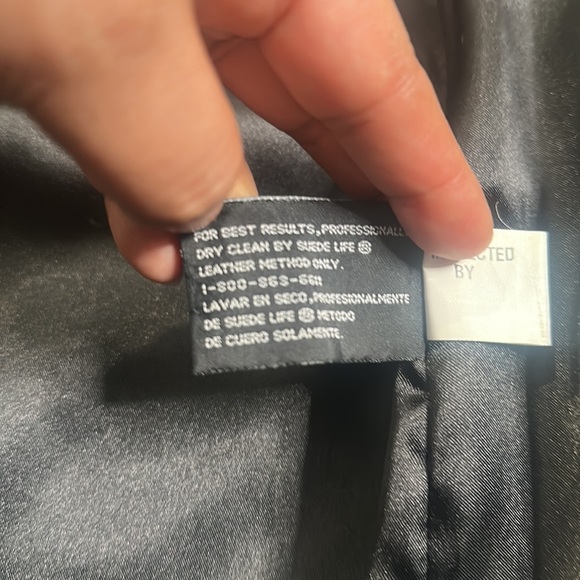 FOR BEST RESULTS, PROFESSIONALL
DRY CLEAN BY SUEDE LIFE ®
LEATHER METHOD ONLY.
1-800-863-6611
LAVAR EN SECO, PROFESIONALMENTE
DE SUEDE LIFE ® METODO
DE CUERO SOLAMENTE.
BY